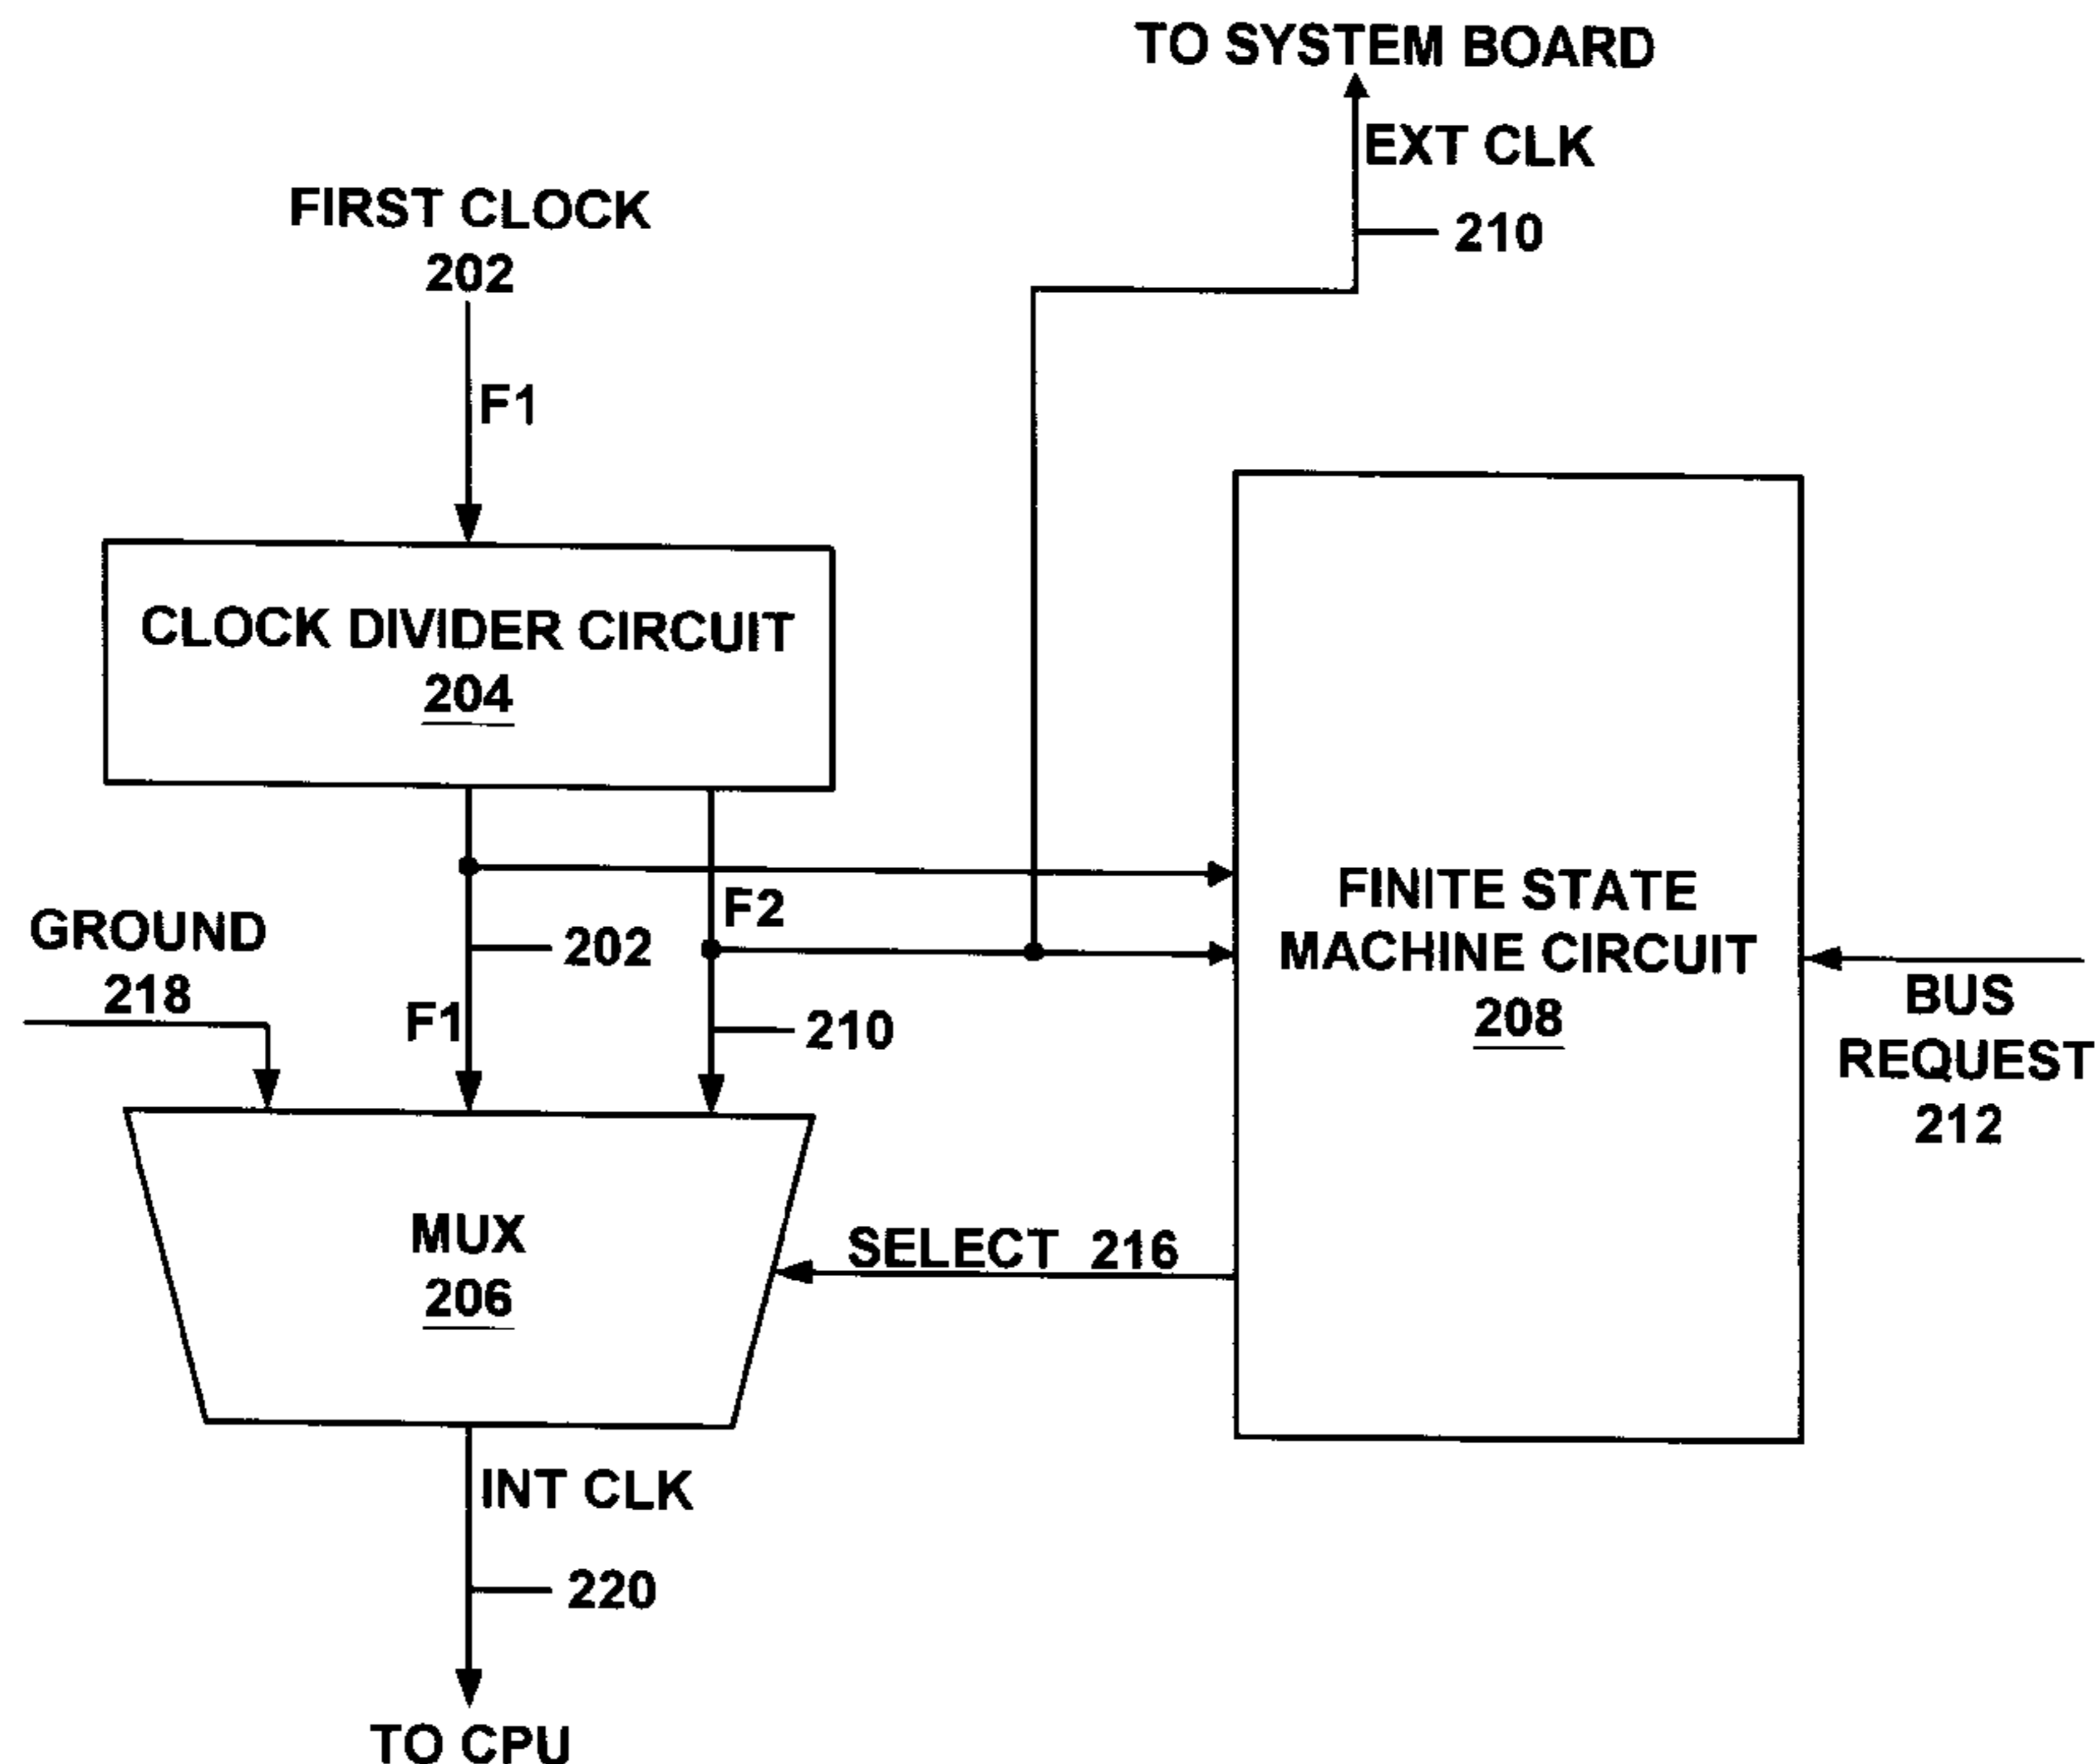 TO SYSTEM BOARD
EXT CLK
210
FIRST CLOCK
202
F1
CLOCK DIVIDER CIRCUIT
204
F2
GROUND
218
202
F1
210
FINITE STATE
MACHINE CIRCUIT
208
BUS
REQUEST
212
MUX
206
SELECT 216
INT CLK
220
TO CPU